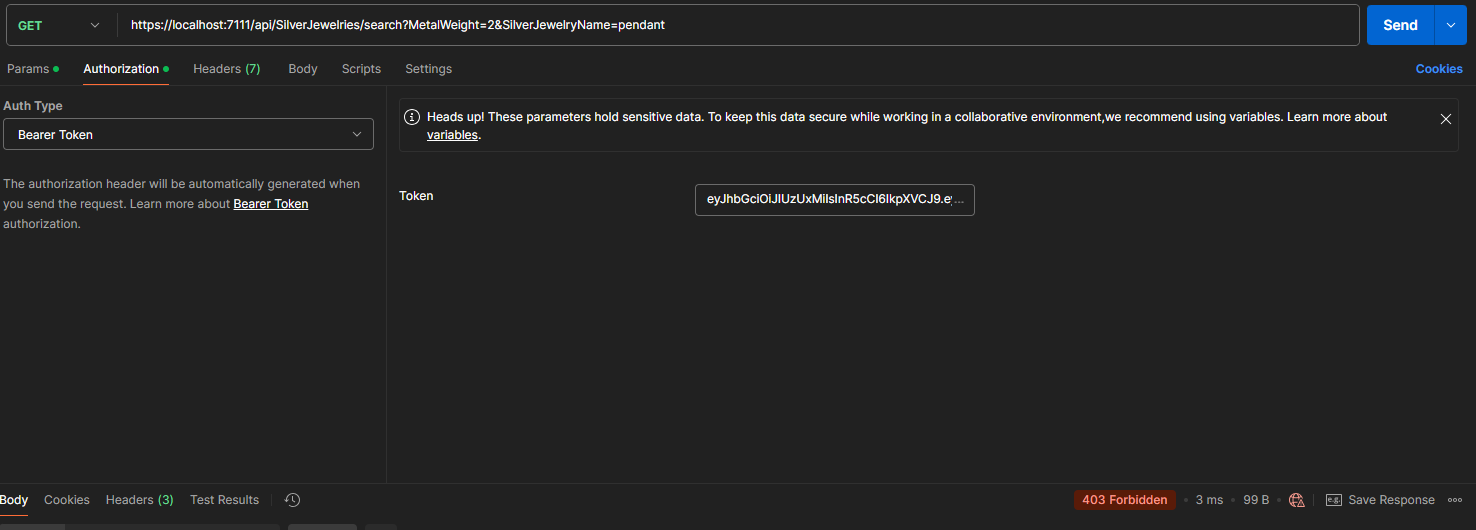 GET https://localhost:7111/api/SilverJewelries/search?MetalWeight=2&SilverJewelryName=pendant Send
Params Authorization Headers (7) Body Scripts Settings Cookies
Auth Type
Bearer Token
The authorization header will be automatically generated when
you send the request. Learn more about Bearer Token
authorization.
Heads up! These parameters hold sensitive data. To keep this data secure while working in a collaborative environment,we recommend using variables. Learn more about
variables.
Token eyJhbGciOiJIUzUxMiIsInR5cCI6IkpXVCJ9.ey...
Body Cookies Headers (3) Test Results 403 Forbidden 3 ms 99 B e.g. Save Response